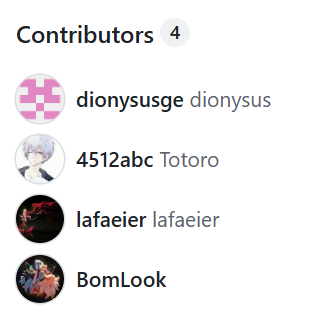 Contributors 4
dionysusge dionysus
4512abc Totoro
lafaeier lafaeier
BomLook